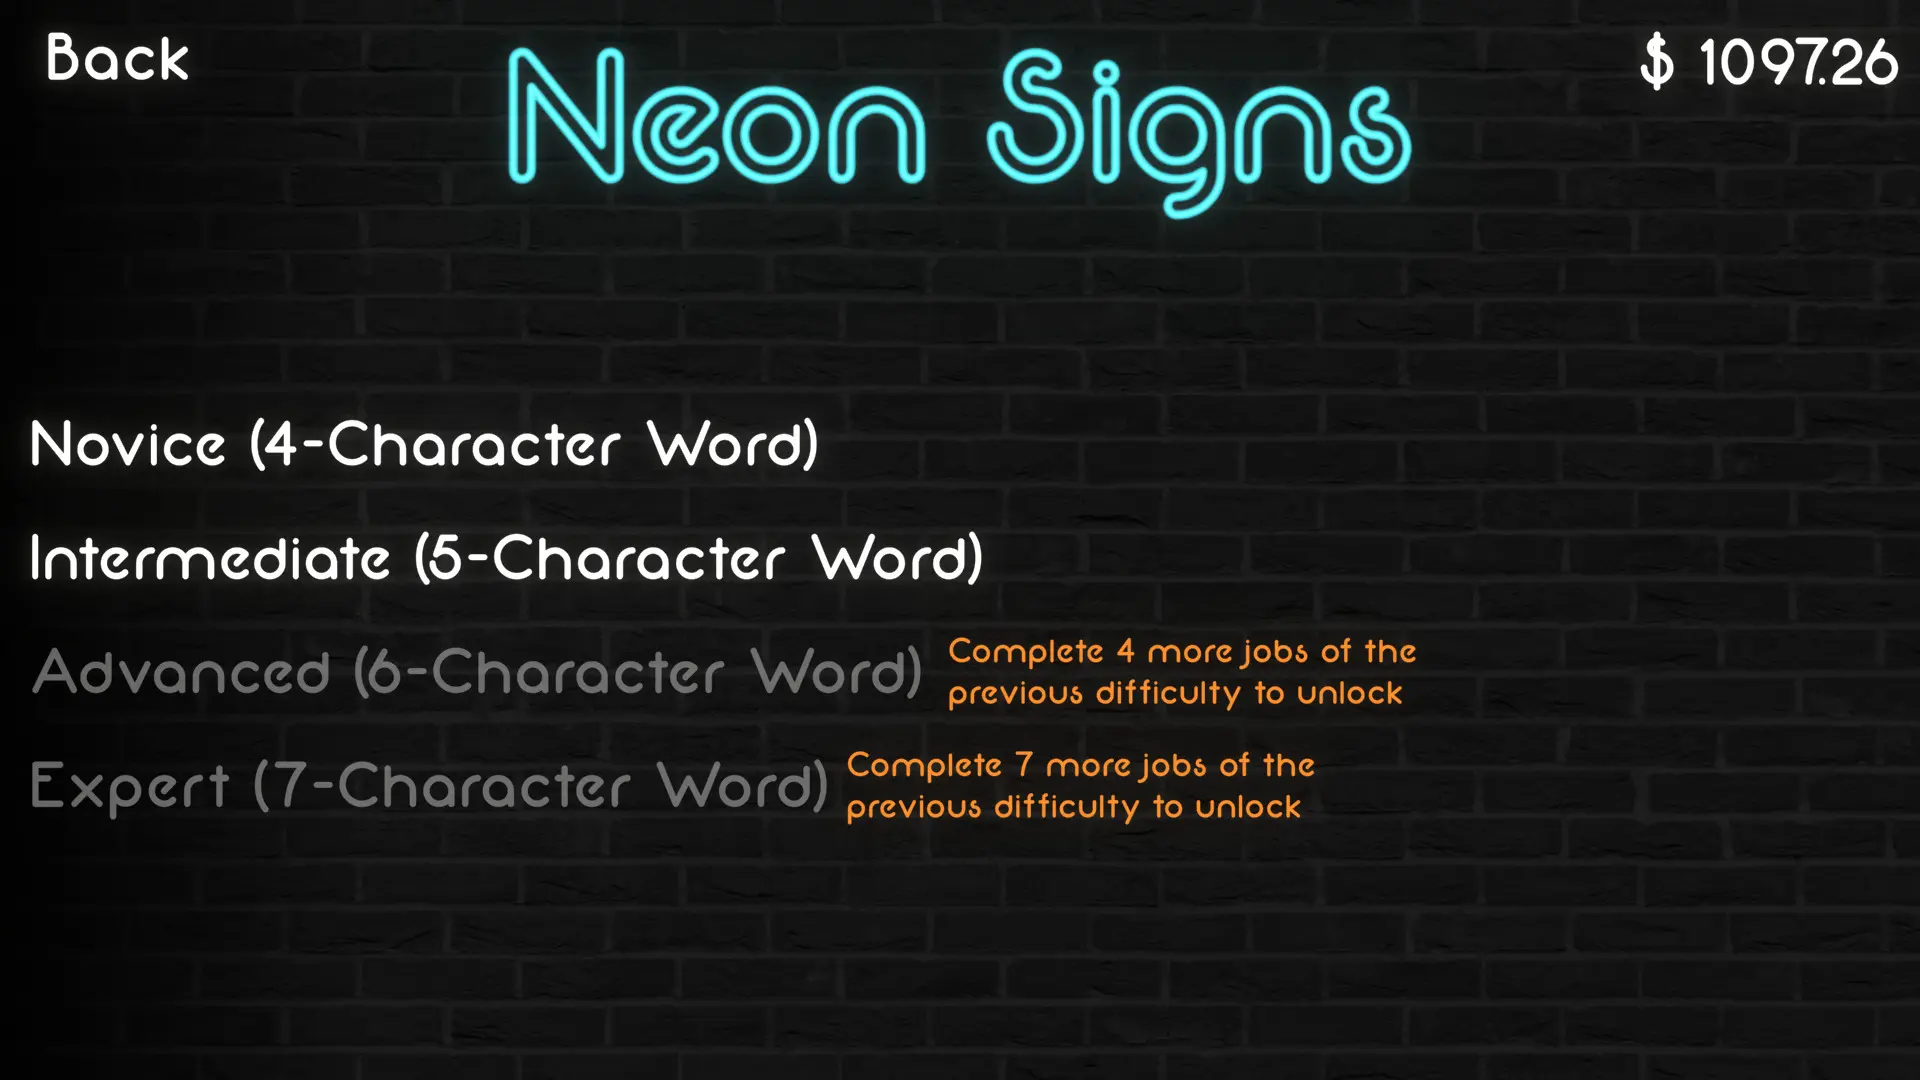 Back
Neon Signs
$ 1097.26
Novice (4-Character Word)
Intermediate (5-Character Word)
Advanced (6-Character Word)
Complete 4 more jobs of the
previous difficulty to unlock
Expert (7-Character Word)
Complete 7 more jobs of the
previous difficulty to unlock